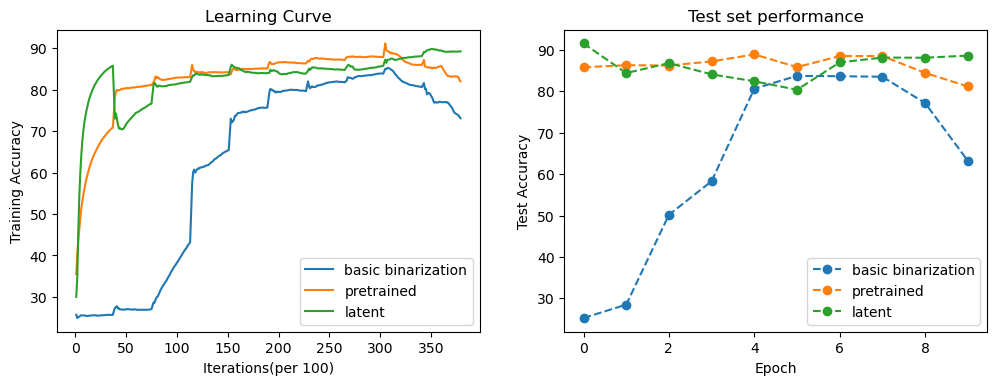 Learning Curve
Training Accuracy
90
80
70
60
50
40
30
0
50
100
150
200
250
300
350
Iterations(per 100)
basic binarization
pretrained
latent
Test set performance
Test Accuracy
90
80
70
60
50
40
30
0
2
4
6
8
Epoch
basic binarization
pretrained
latent